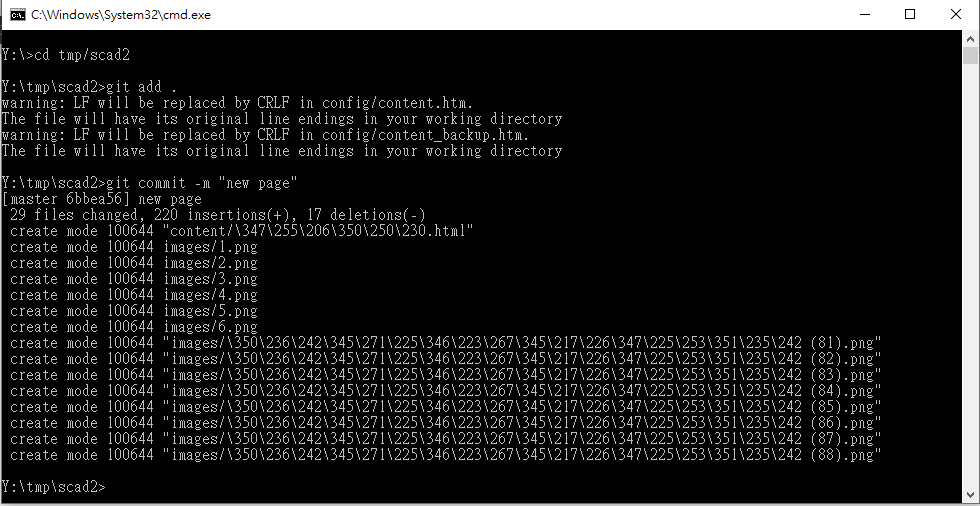 C:\Windows\System32\cmd.exe
Y:\>cd tmp/scad2
Y:\tmp\scad2>git add .
warning: LF will be replaced by CRLF in config/content.htm.
The file will have its original line endings in your working directory
warning: LF will be replaced by CRLF in config/content_backup.htm.
The file will have its original line endings in your working directory
Y:\tmp\scad2>git commit -m "new page"
[master 6bbea56] new page
 29 files changed, 220 insertions(+), 17 deletions(-)
 create mode 100644 "content/\347\255\206\350\250\230.html"
 create mode 100644 images/1.png
 create mode 100644 images/2.png
 create mode 100644 images/3.png
 create mode 100644 images/4.png
 create mode 100644 images/5.png
 create mode 100644 images/6.png
 create mode 100644 "images/\350\236\242\345\271\225\346\223\267\345\217\226\347\225\253\351\235\242 (81).png"
 create mode 100644 "images/\350\236\242\345\271\225\346\223\267\345\217\226\347\225\253\351\235\242 (82).png"
 create mode 100644 "images/\350\236\242\345\271\225\346\223\267\345\217\226\347\225\253\351\235\242 (83).png"
 create mode 100644 "images/\350\236\242\345\271\225\346\223\267\345\217\226\347\225\253\351\235\242 (84).png"
 create mode 100644 "images/\350\236\242\345\271\225\346\223\267\345\217\226\347\225\253\351\235\242 (85).png"
 create mode 100644 "images/\350\236\242\345\271\225\346\223\267\345\217\226\347\225\253\351\235\242 (86).png"
 create mode 100644 "images/\350\236\242\345\271\225\346\223\267\345\217\226\347\225\253\351\235\242 (87).png"
 create mode 100644 "images/\350\236\242\345\271\225\346\223\267\345\217\226\347\225\253\351\235\242 (88).png"
Y:\tmp\scad2>